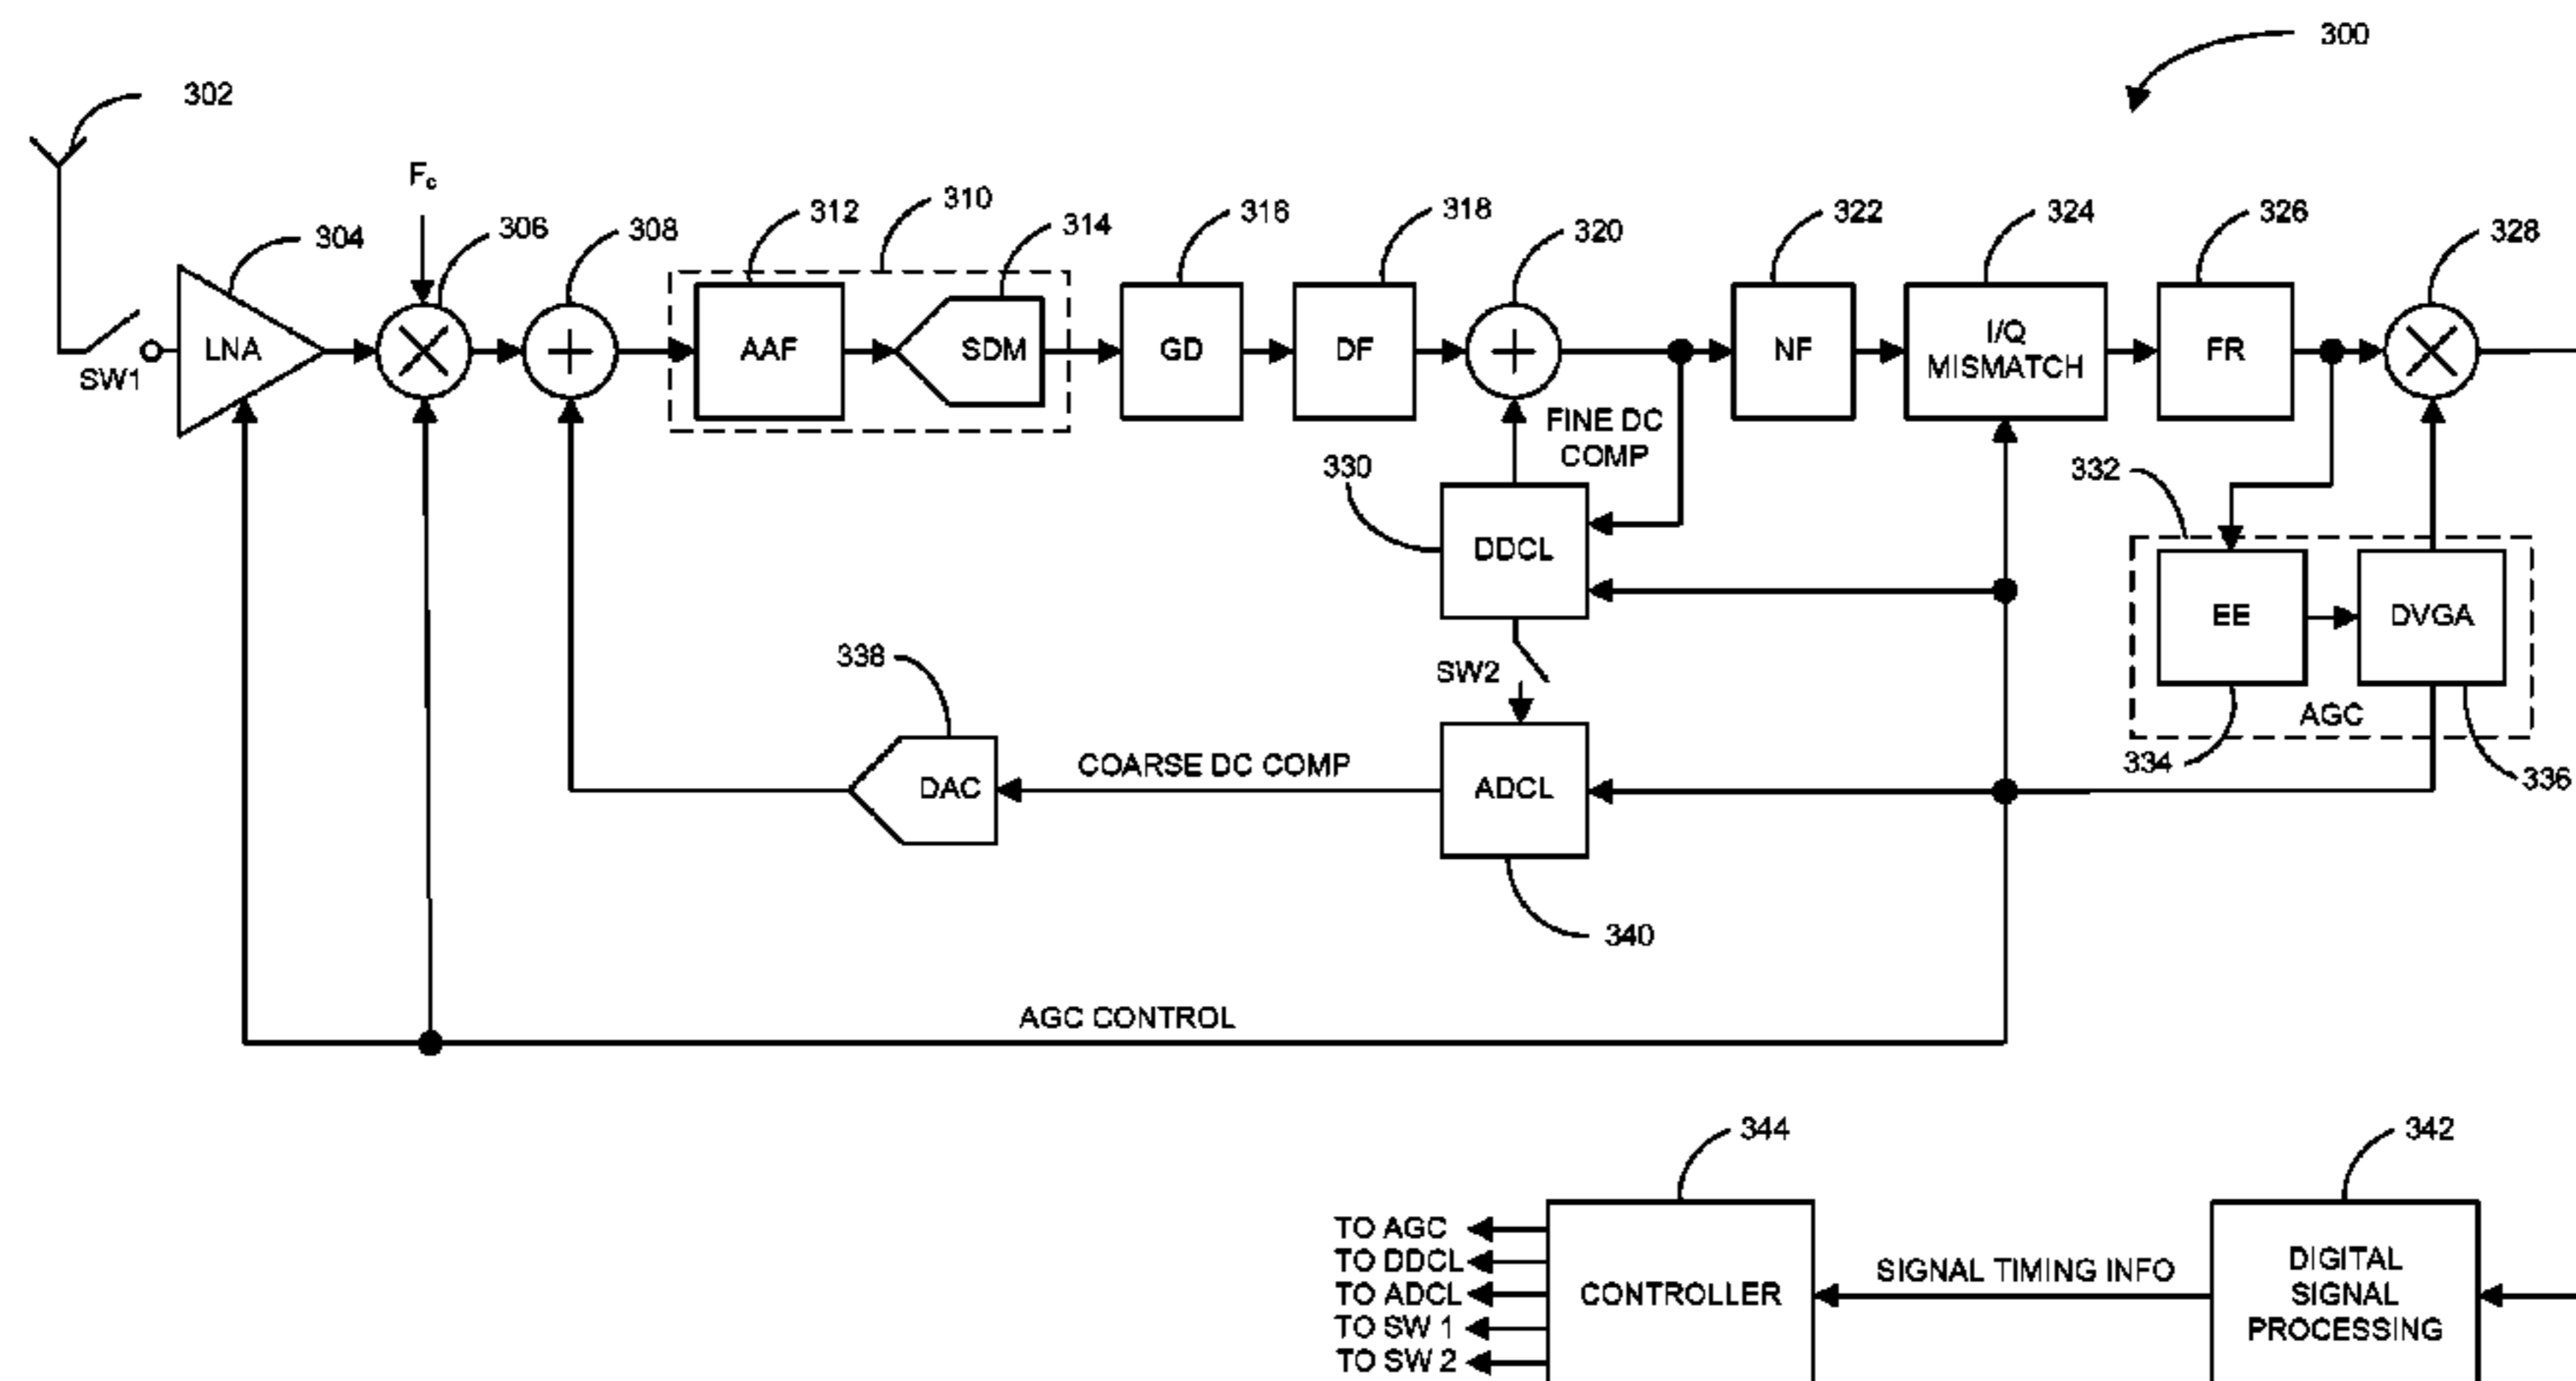 300
302
F_c
304
306
308
312
310
314
316
318
320
322
324
326
328
LNA
SW1
AAF
SDM
GD
DF
NF
I/Q
MISMATCH
FR
FINE DC
COMP
330
332
DDCL
EE
DVGA
SW2
338
AGC
334
336
DAC
COARSE DC COMP
ADCL
340
AGC CONTROL
344
342
TO AGC
TO DDCL
TO ADCL
TO SW 1
TO SW 2
CONTROLLER
SIGNAL TIMING INFO
DIGITAL
SIGNAL
PROCESSING